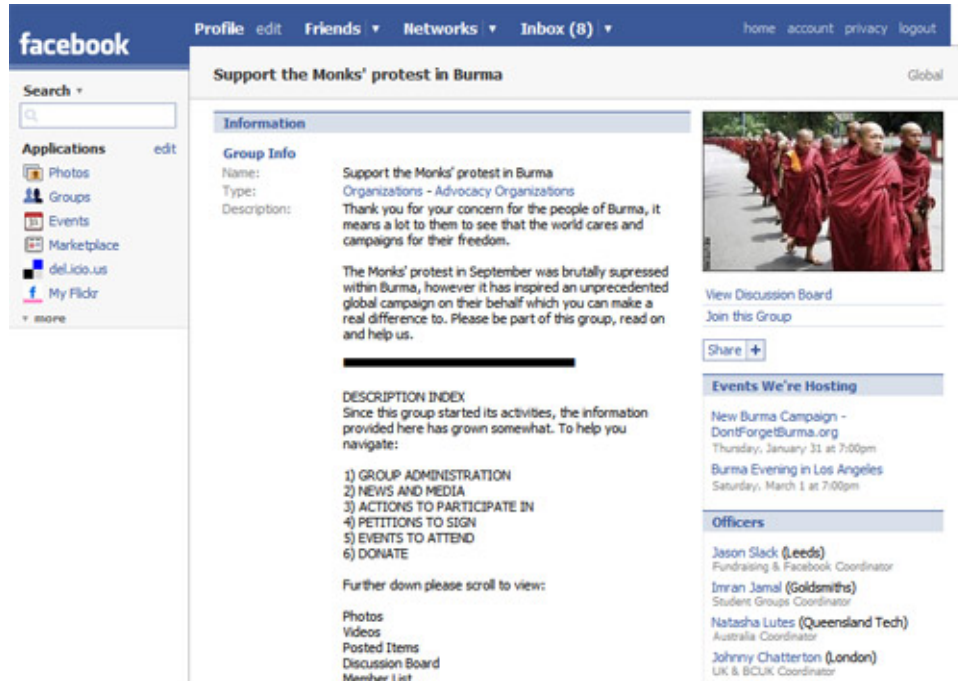 facebook
Profile edit Friends Networks Inbox (8) home account privacy logout
Search
Applications edit
Photos
Groups
Events
Marketplace
del.icio.us
My Flickr
more
Support the Monks' protest in Burma Global
Information
Group Info
Name: Support the Monks' protest in Burma
Type: Organizations - Advocacy Organizations
Description: Thank you for your concern for the people of Burma, it
means a lot to them to see that the world cares and
campaigns for their freedom.
The Monks' protest in September was brutally supressed
within Burma, however it has inspired an unprecedented
global campaign on their behalf which you can make a
real difference to. Please be part of this group, read on
and help us.
DESCRIPTION INDEX
Since this group started its activities, the information
provided here has grown somewhat. To help you
navigate:
1) GROUP ADMINISTRATION
2) NEWS AND MEDIA
3) ACTIONS TO PARTICIPATE IN
4) PETITIONS TO SIGN
5) EVENTS TO ATTEND
6) DONATE
Further down please scroll to view:
Photos
Videos
Posted Items
Discussion Board
Member List
View Discussion Board
Join this Group
Share +
Events We're Hosting
New Burma Campaign -
DontForgetBurma.org
Thursday, January 31 at 7:00pm
Burma Evening in Los Angeles
Saturday, March 1 at 7:00pm
Officers
Jason Slack (Leeds)
Fundraising & Facebook Coordinator
Imran Jamal (Goldsmiths)
Student Groups Coordinator
Natasha Lutes (Queensland Tech)
Australia Coordinator
Johnny Chatterton (London)
UK & BCUK Coordinator